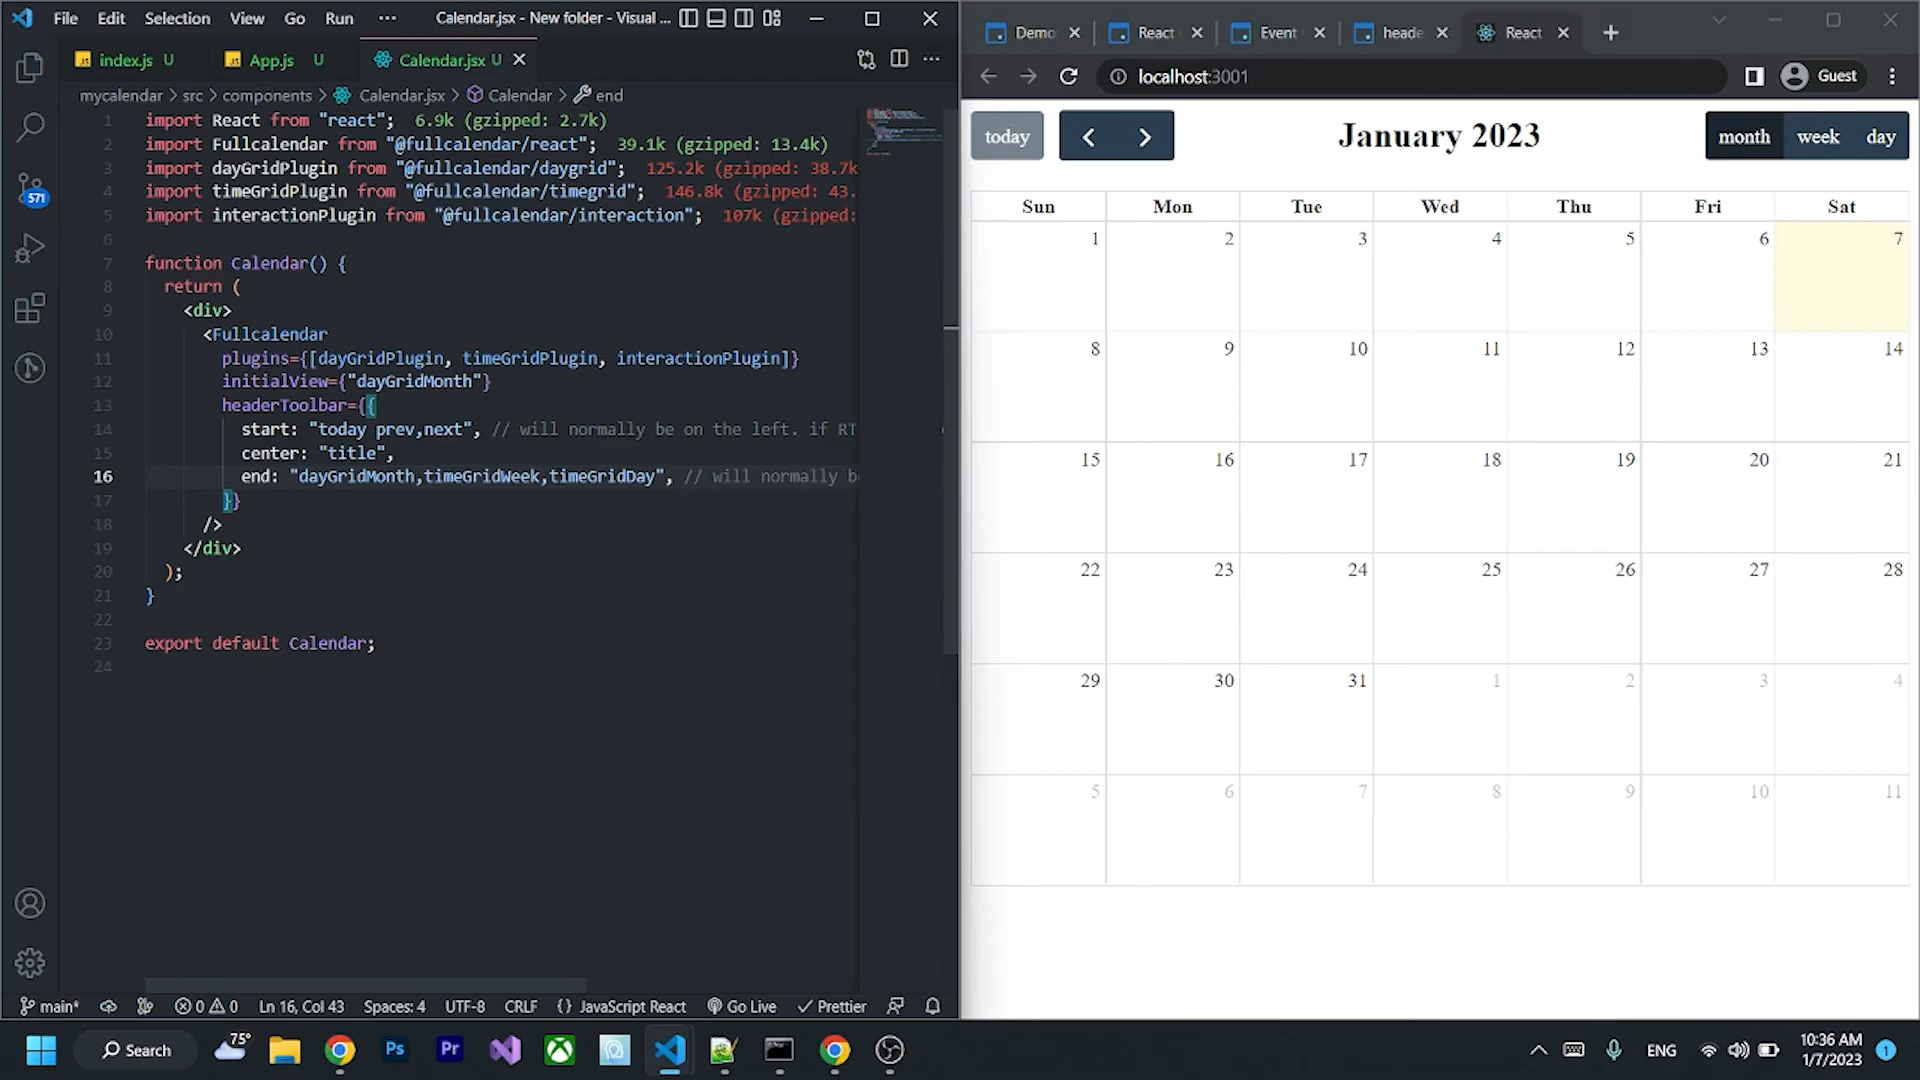 File Edit Selection View Go Run ··· Calendar.jsx - New folder - Visual ...
index.js U App.js U Calendar.jsx U
mycalendar > src > components > Calendar.jsx > Calendar > end
1 import React from "react"; 6.9k (gzipped: 2.7k)
2 import Fullcalendar from "@fullcalendar/react"; 39.1k (gzipped: 13.4k)
3 import dayGridPlugin from "@fullcalendar/daygrid"; 125.2k (gzipped: 38.7k
4 import timeGridPlugin from "@fullcalendar/timegrid"; 146.8k (gzipped: 43.
5 import interactionPlugin from "@fullcalendar/interaction"; 107k (gzipped:
6
7 function Calendar() {
8 return (
9 <div>
10 <Fullcalendar
11 plugins={[dayGridPlugin, timeGridPlugin, interactionPlugin]}
12 initialView={"dayGridMonth"}
13 headerToolbar={{
14 start: "today prev,next", // will normally be on the left. if RT
15 center: "title",
16 end: "dayGridMonth,timeGridWeek,timeGridDay", // will normally b
17 }}
18 />
19 </div>
20 );
21 }
22
23 export default Calendar;
24
571
main* 0 0 Ln 16, Col 43 Spaces: 4 UTF-8 CRLF {} JavaScript React Go Live Prettier
Demo React Event heade React
localhost:3001 Guest
today January 2023 month week day
Sun Mon Tue Wed Thu Fri Sat
1 2 3 4 5 6 7
8 9 10 11 12 13 14
15 16 17 18 19 20 21
22 23 24 25 26 27 28
29 30 31 1 2 3 4
5 6 7 8 9 10 11
Search 75° Ps Pr ENG 10:36 AM
1/7/2023 1